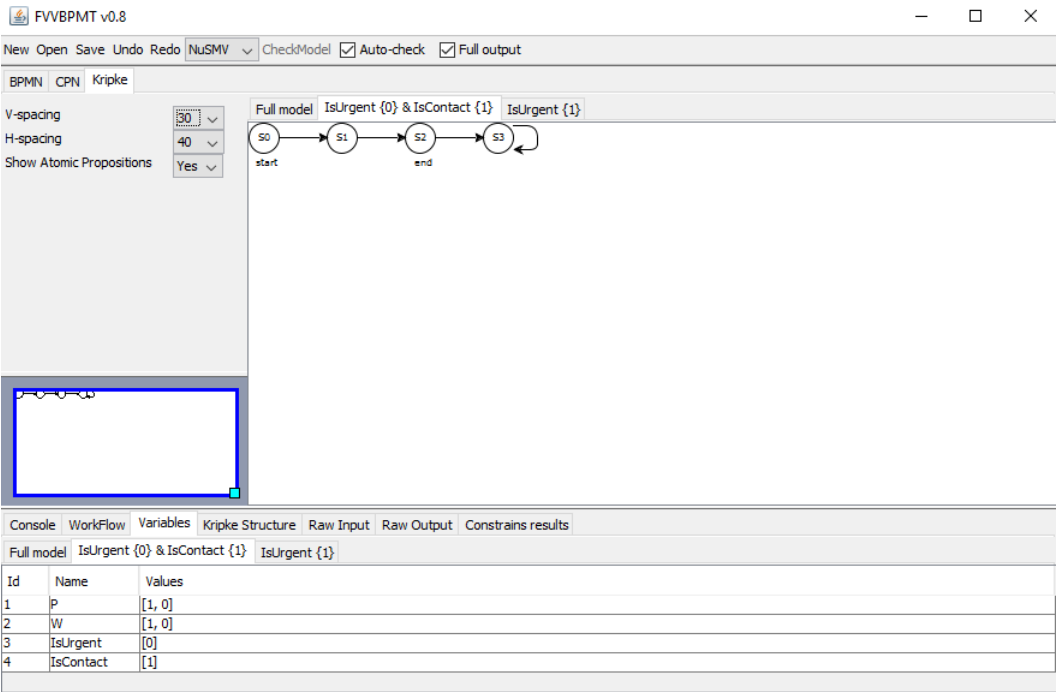 FVVBPMT v0.8
New Open Save Undo Redo NuSMV CheckModel Auto-check Full output
BPMN CPN Kripke
V-spacing 30
H-spacing 40
Show Atomic Propositions Yes
Full model IsUrgent {0} & IsContact {1} IsUrgent {1}
S0 S1 S2 S3
start end
Console WorkFlow Variables Kripke Structure Raw Input Raw Output Constrains results
Full model IsUrgent {0} & IsContact {1} IsUrgent {1}
Id Name Values
1 P [1, 0]
2 W [1, 0]
3 IsUrgent [0]
4 IsContact [1]